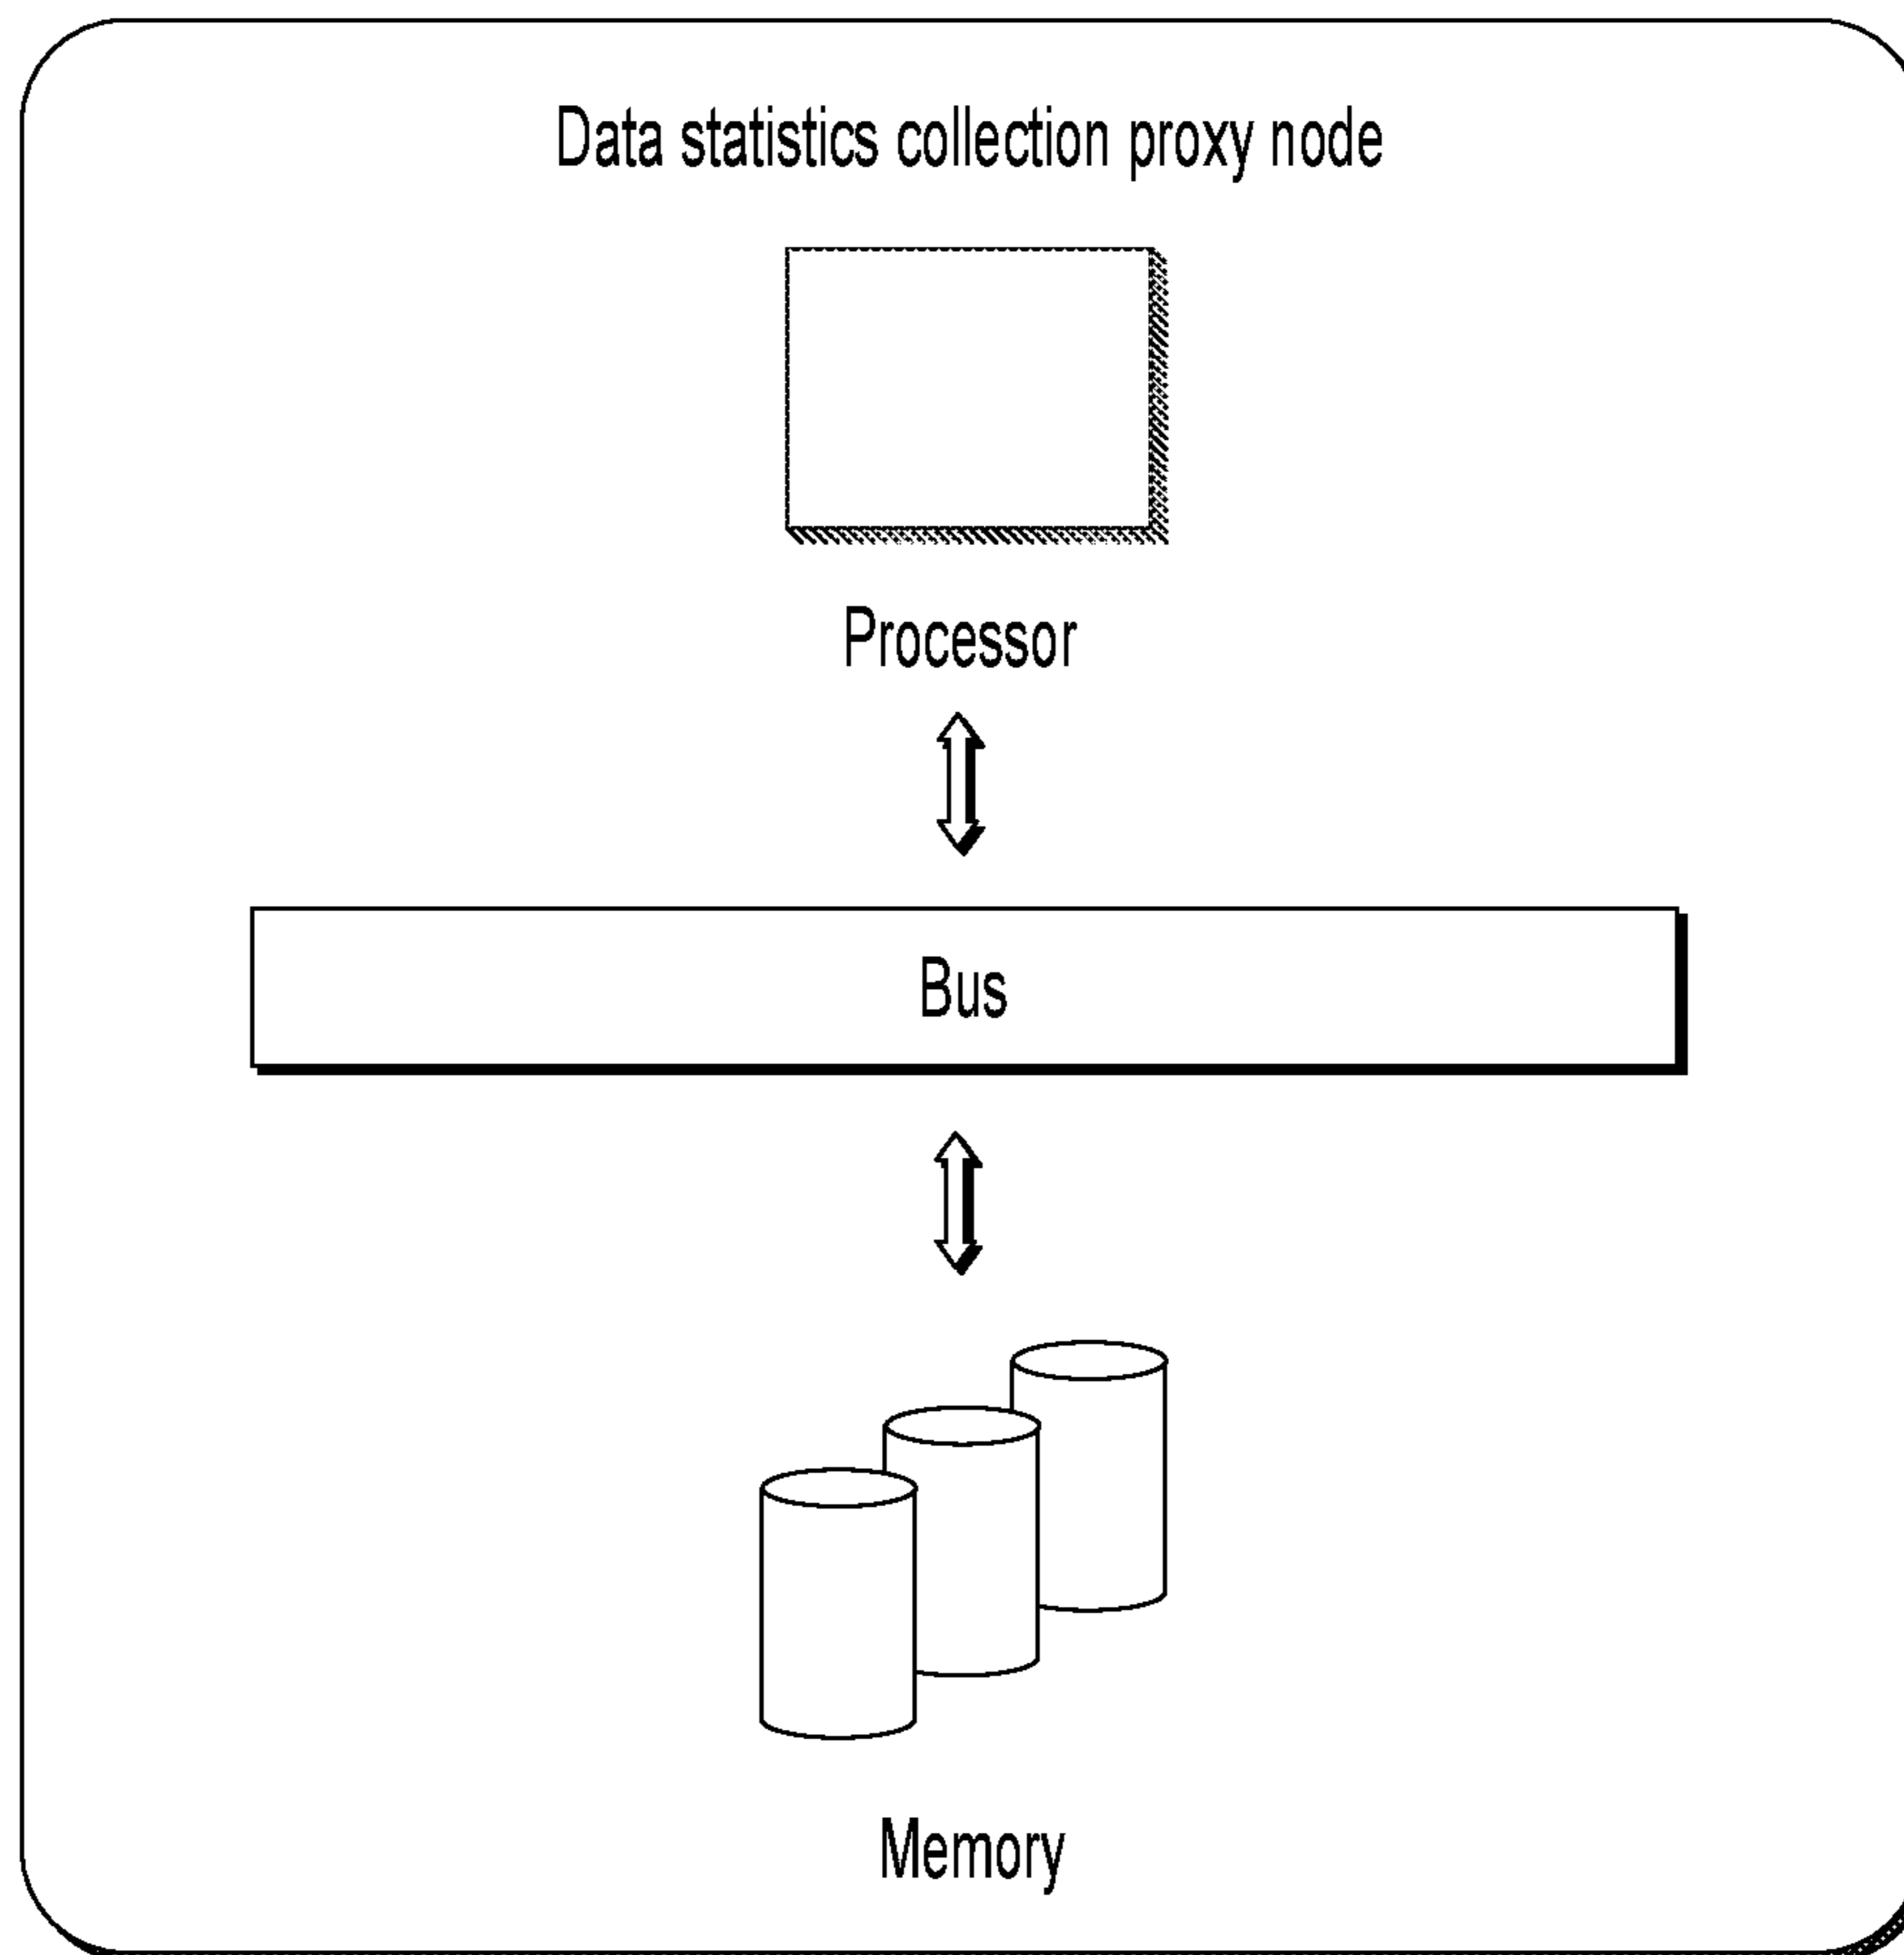 Data statistics collection proxy node
Processor
Bus
Memory